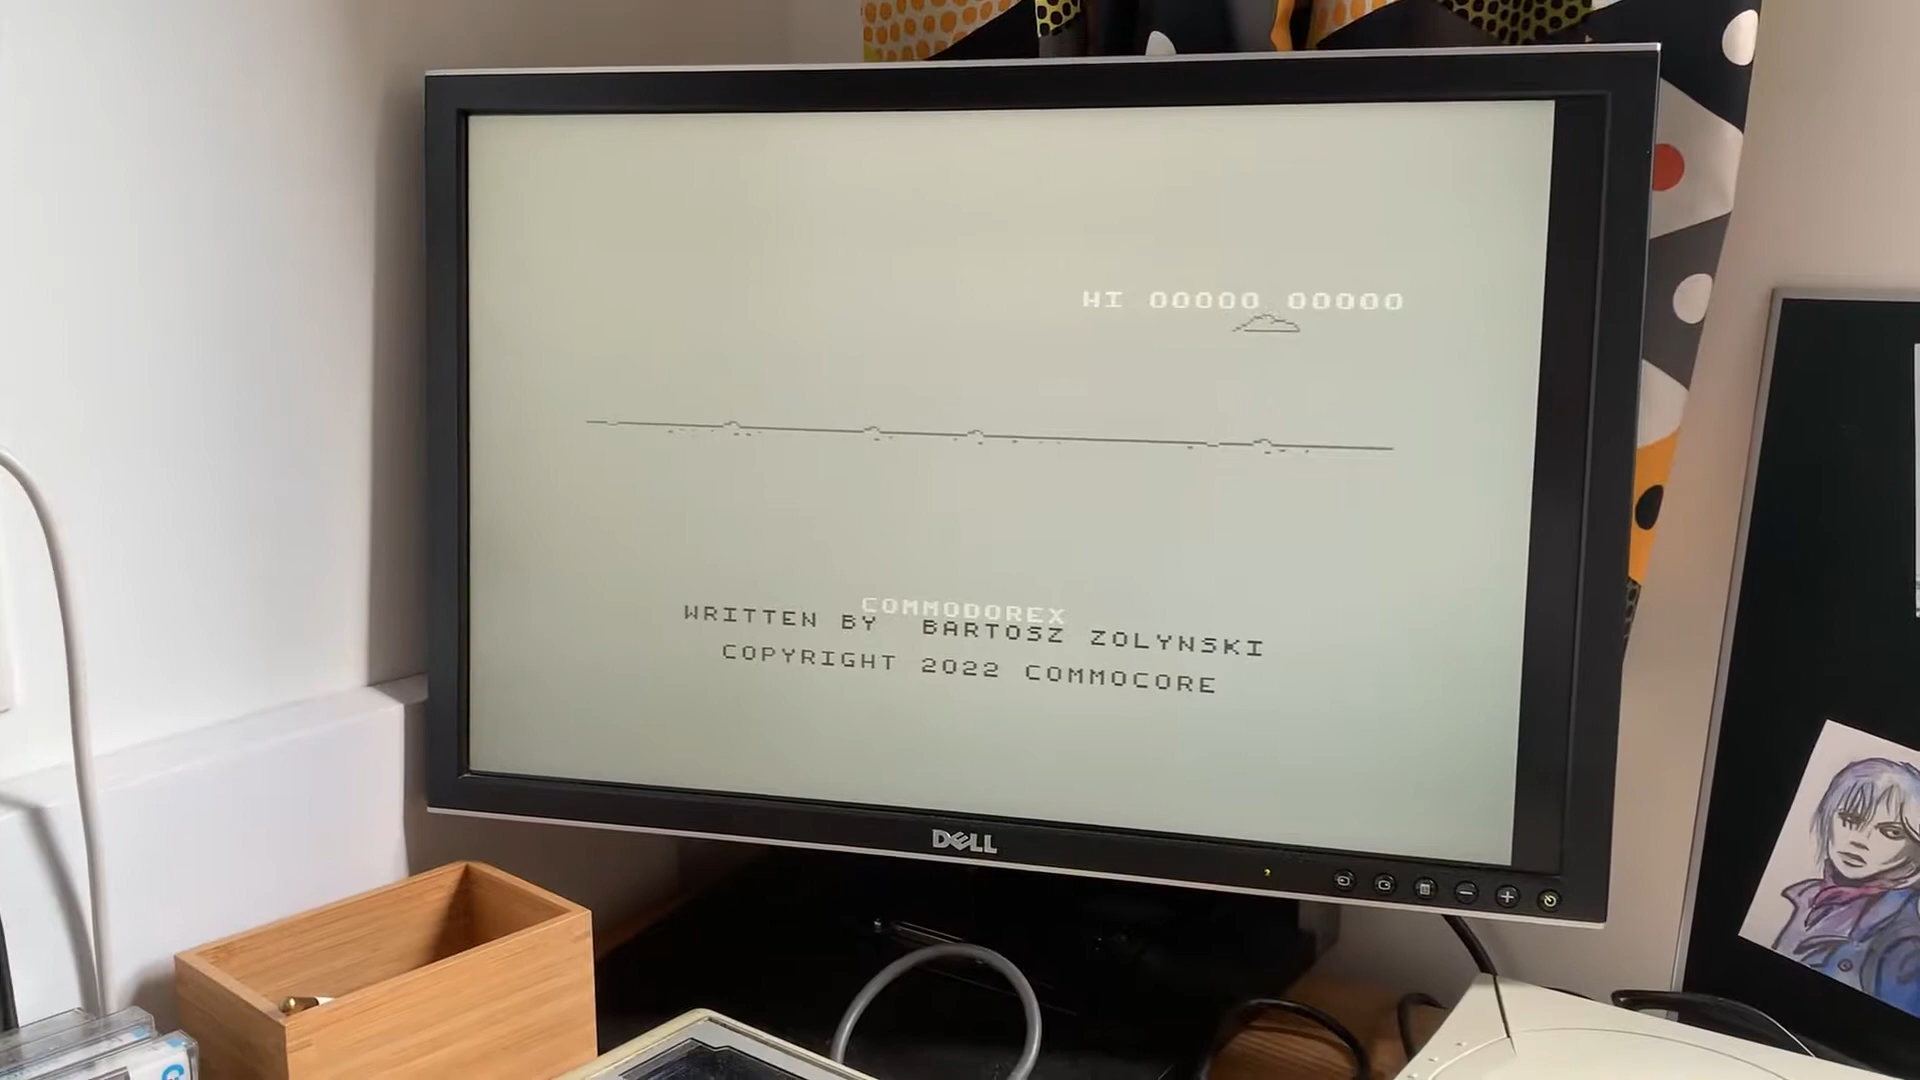 HI 00000 00000
COMMODOREX
WRITTEN BY BARTOSZ ZOLYNSKI
COPYRIGHT 2022 COMMOCORE
DELL